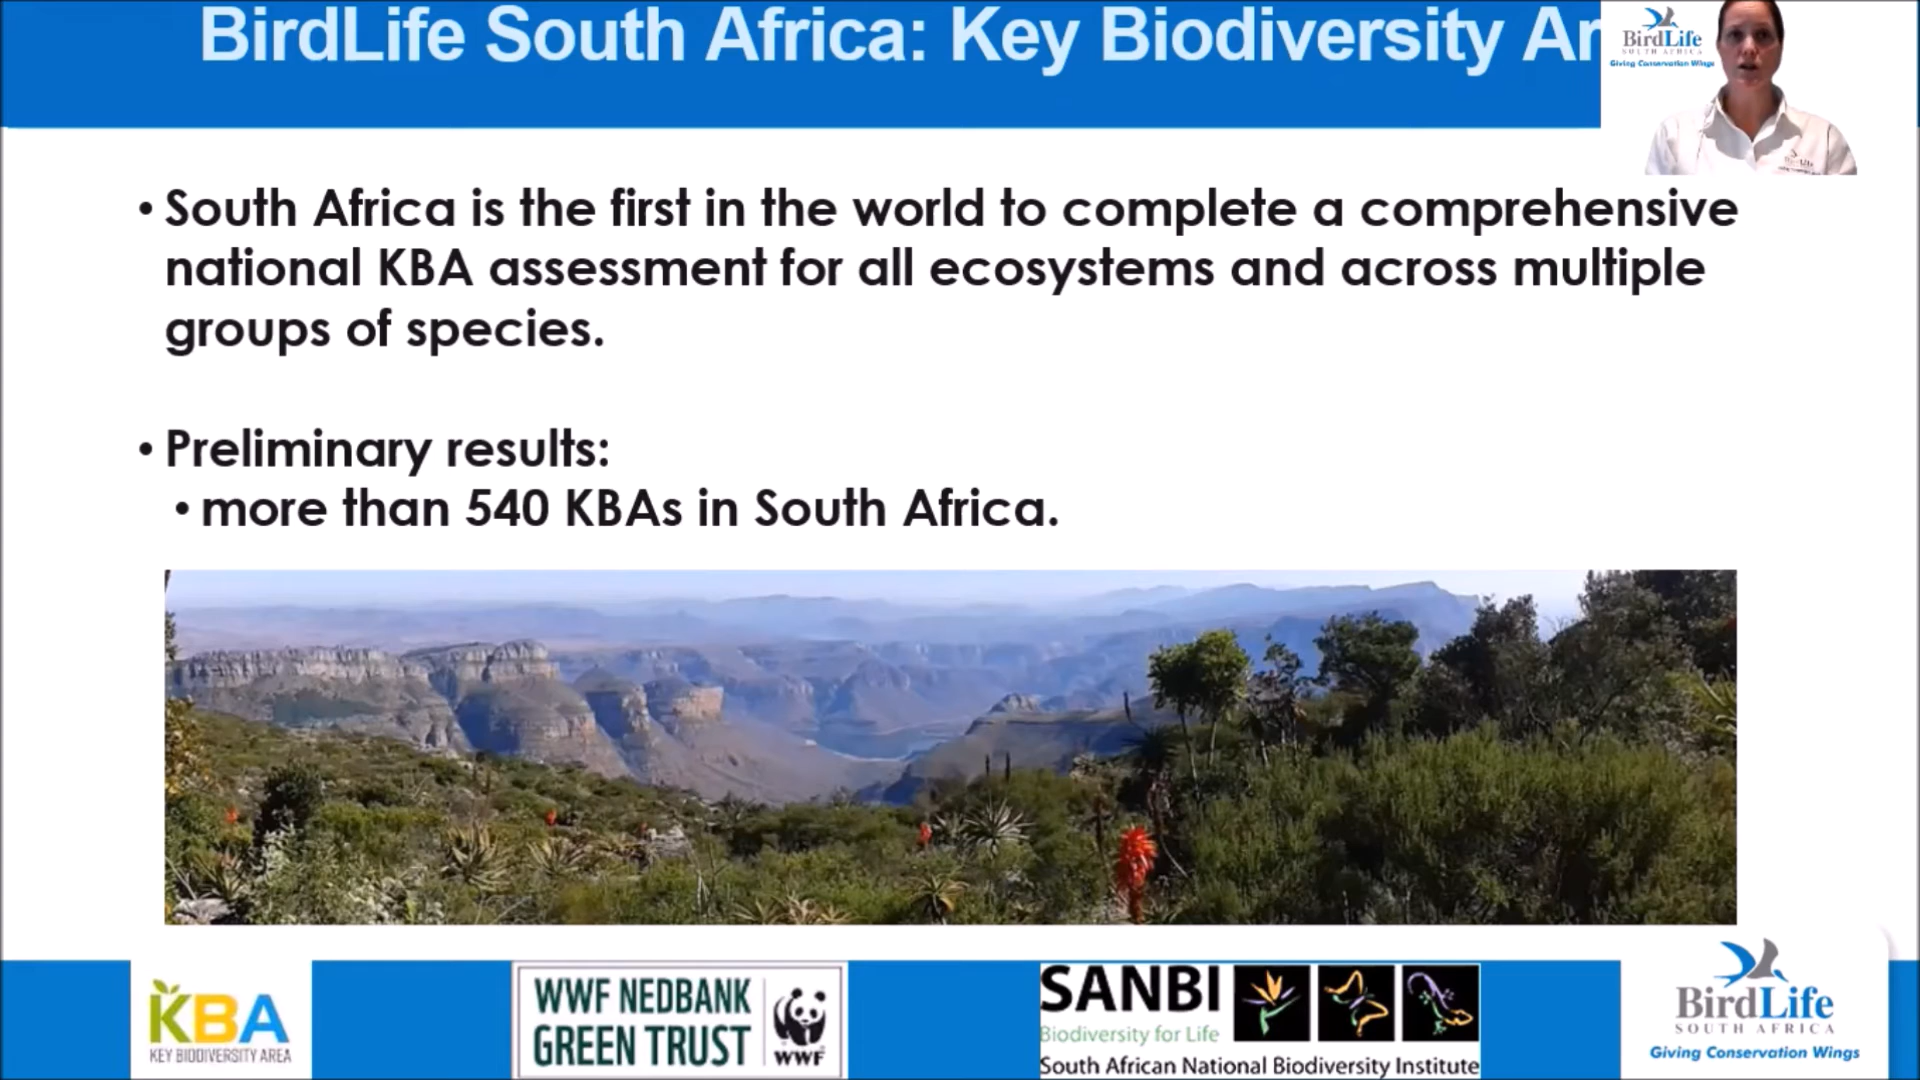 BirdLife South Africa: Key Biodiversity Ar
BirdLife
SOUTH AFRICA
Giving Conservation Wings
• South Africa is the first in the world to complete a comprehensive
national KBA assessment for all ecosystems and across multiple
groups of species.
• Preliminary results:
• more than 540 KBAs in South Africa.
KBA
KEY BIODIVERSITY AREA
WWF NEDBANK
GREEN TRUST
WWF
SANBI
Biodiversity for Life
South African National Biodiversity Institute
BirdLife
SOUTH AFRICA
Giving Conservation Wings